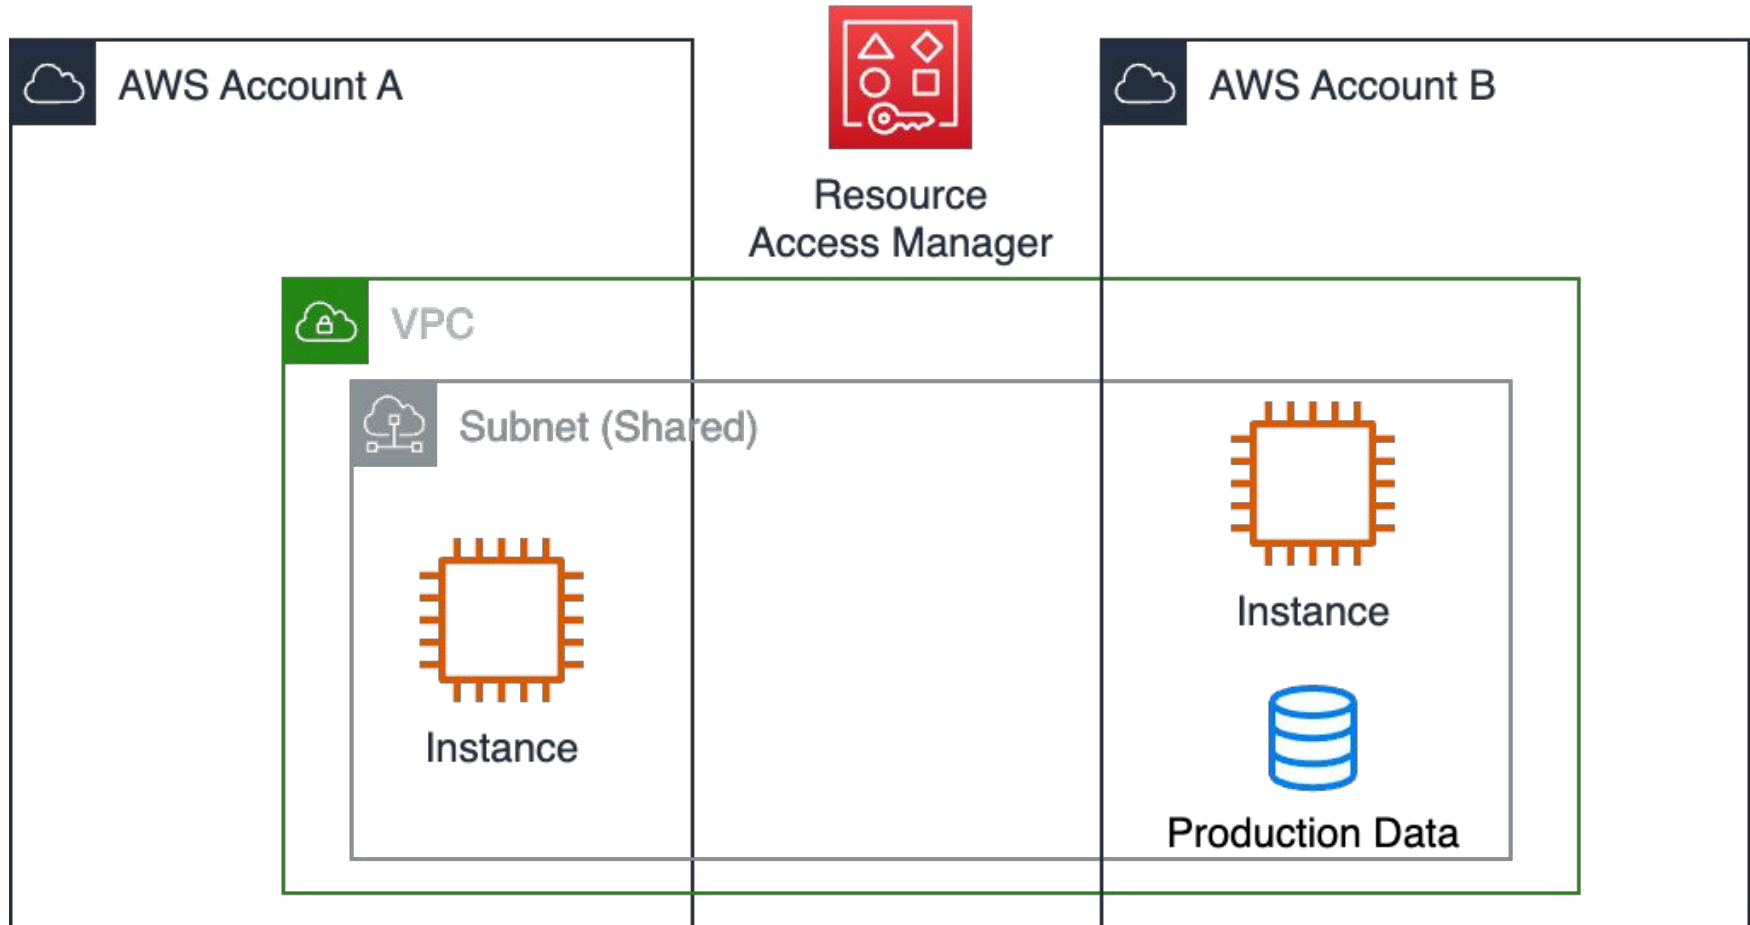 AWS Account A
Resource
Access Manager
AWS Account B
VPC
Subnet (Shared)
Instance
Instance
Production Data